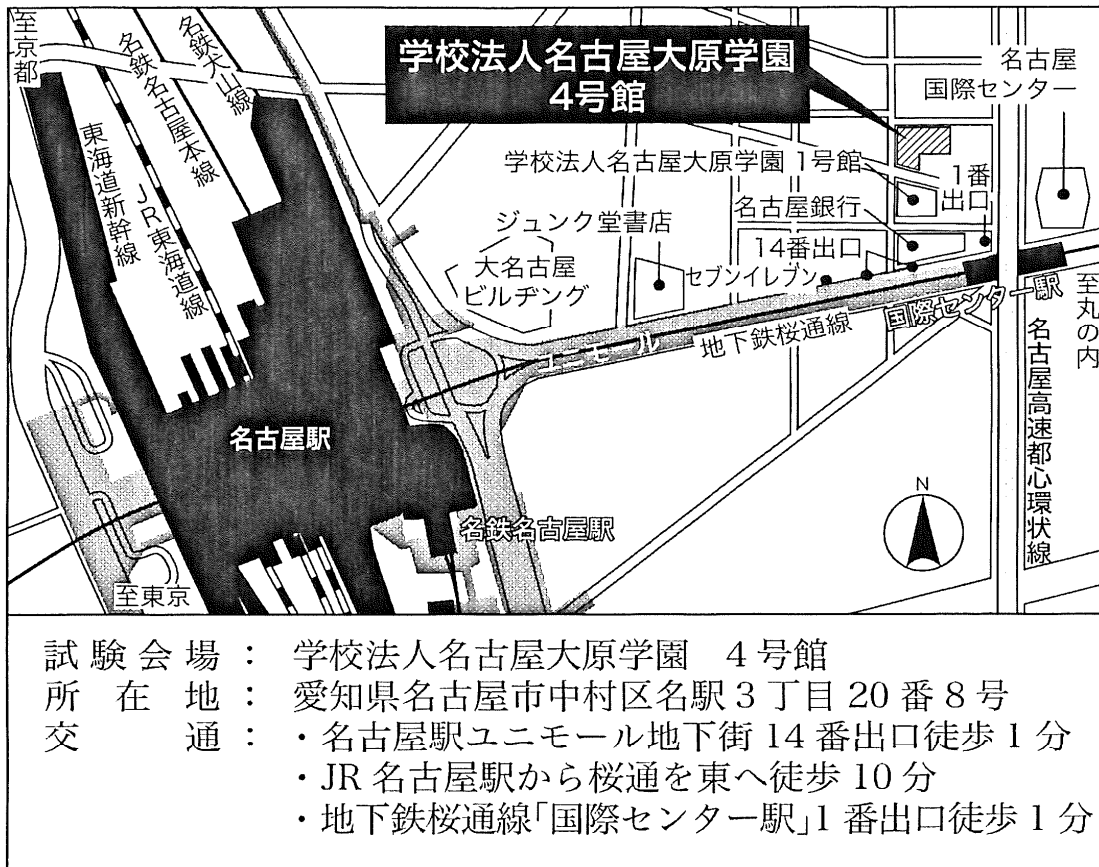 至京都
名鉄名古屋本線
名鉄犬山線
東海道新幹線
JR東海道線
学校法人名古屋大原学園
4号館
名古屋
国際センター
学校法人名古屋大原学園 1号館
1番
出口
名古屋銀行
ジュンク堂書店
14番出口
大名古屋
ビルヂング
セブンイレブン
国際センター駅
至丸の内
ユニモール
地下鉄桜通線
名古屋高速都心環状線
名古屋駅
N
名鉄名古屋駅
至東京
試験会場： 学校法人名古屋大原学園 4号館
所在地： 愛知県名古屋市中村区名駅3丁目20番8号
交通： ・名古屋駅ユニモール地下街14番出口徒歩1分
・JR名古屋駅から桜通を東へ徒歩10分
・地下鉄桜通線「国際センター駅」1番出口徒歩1分